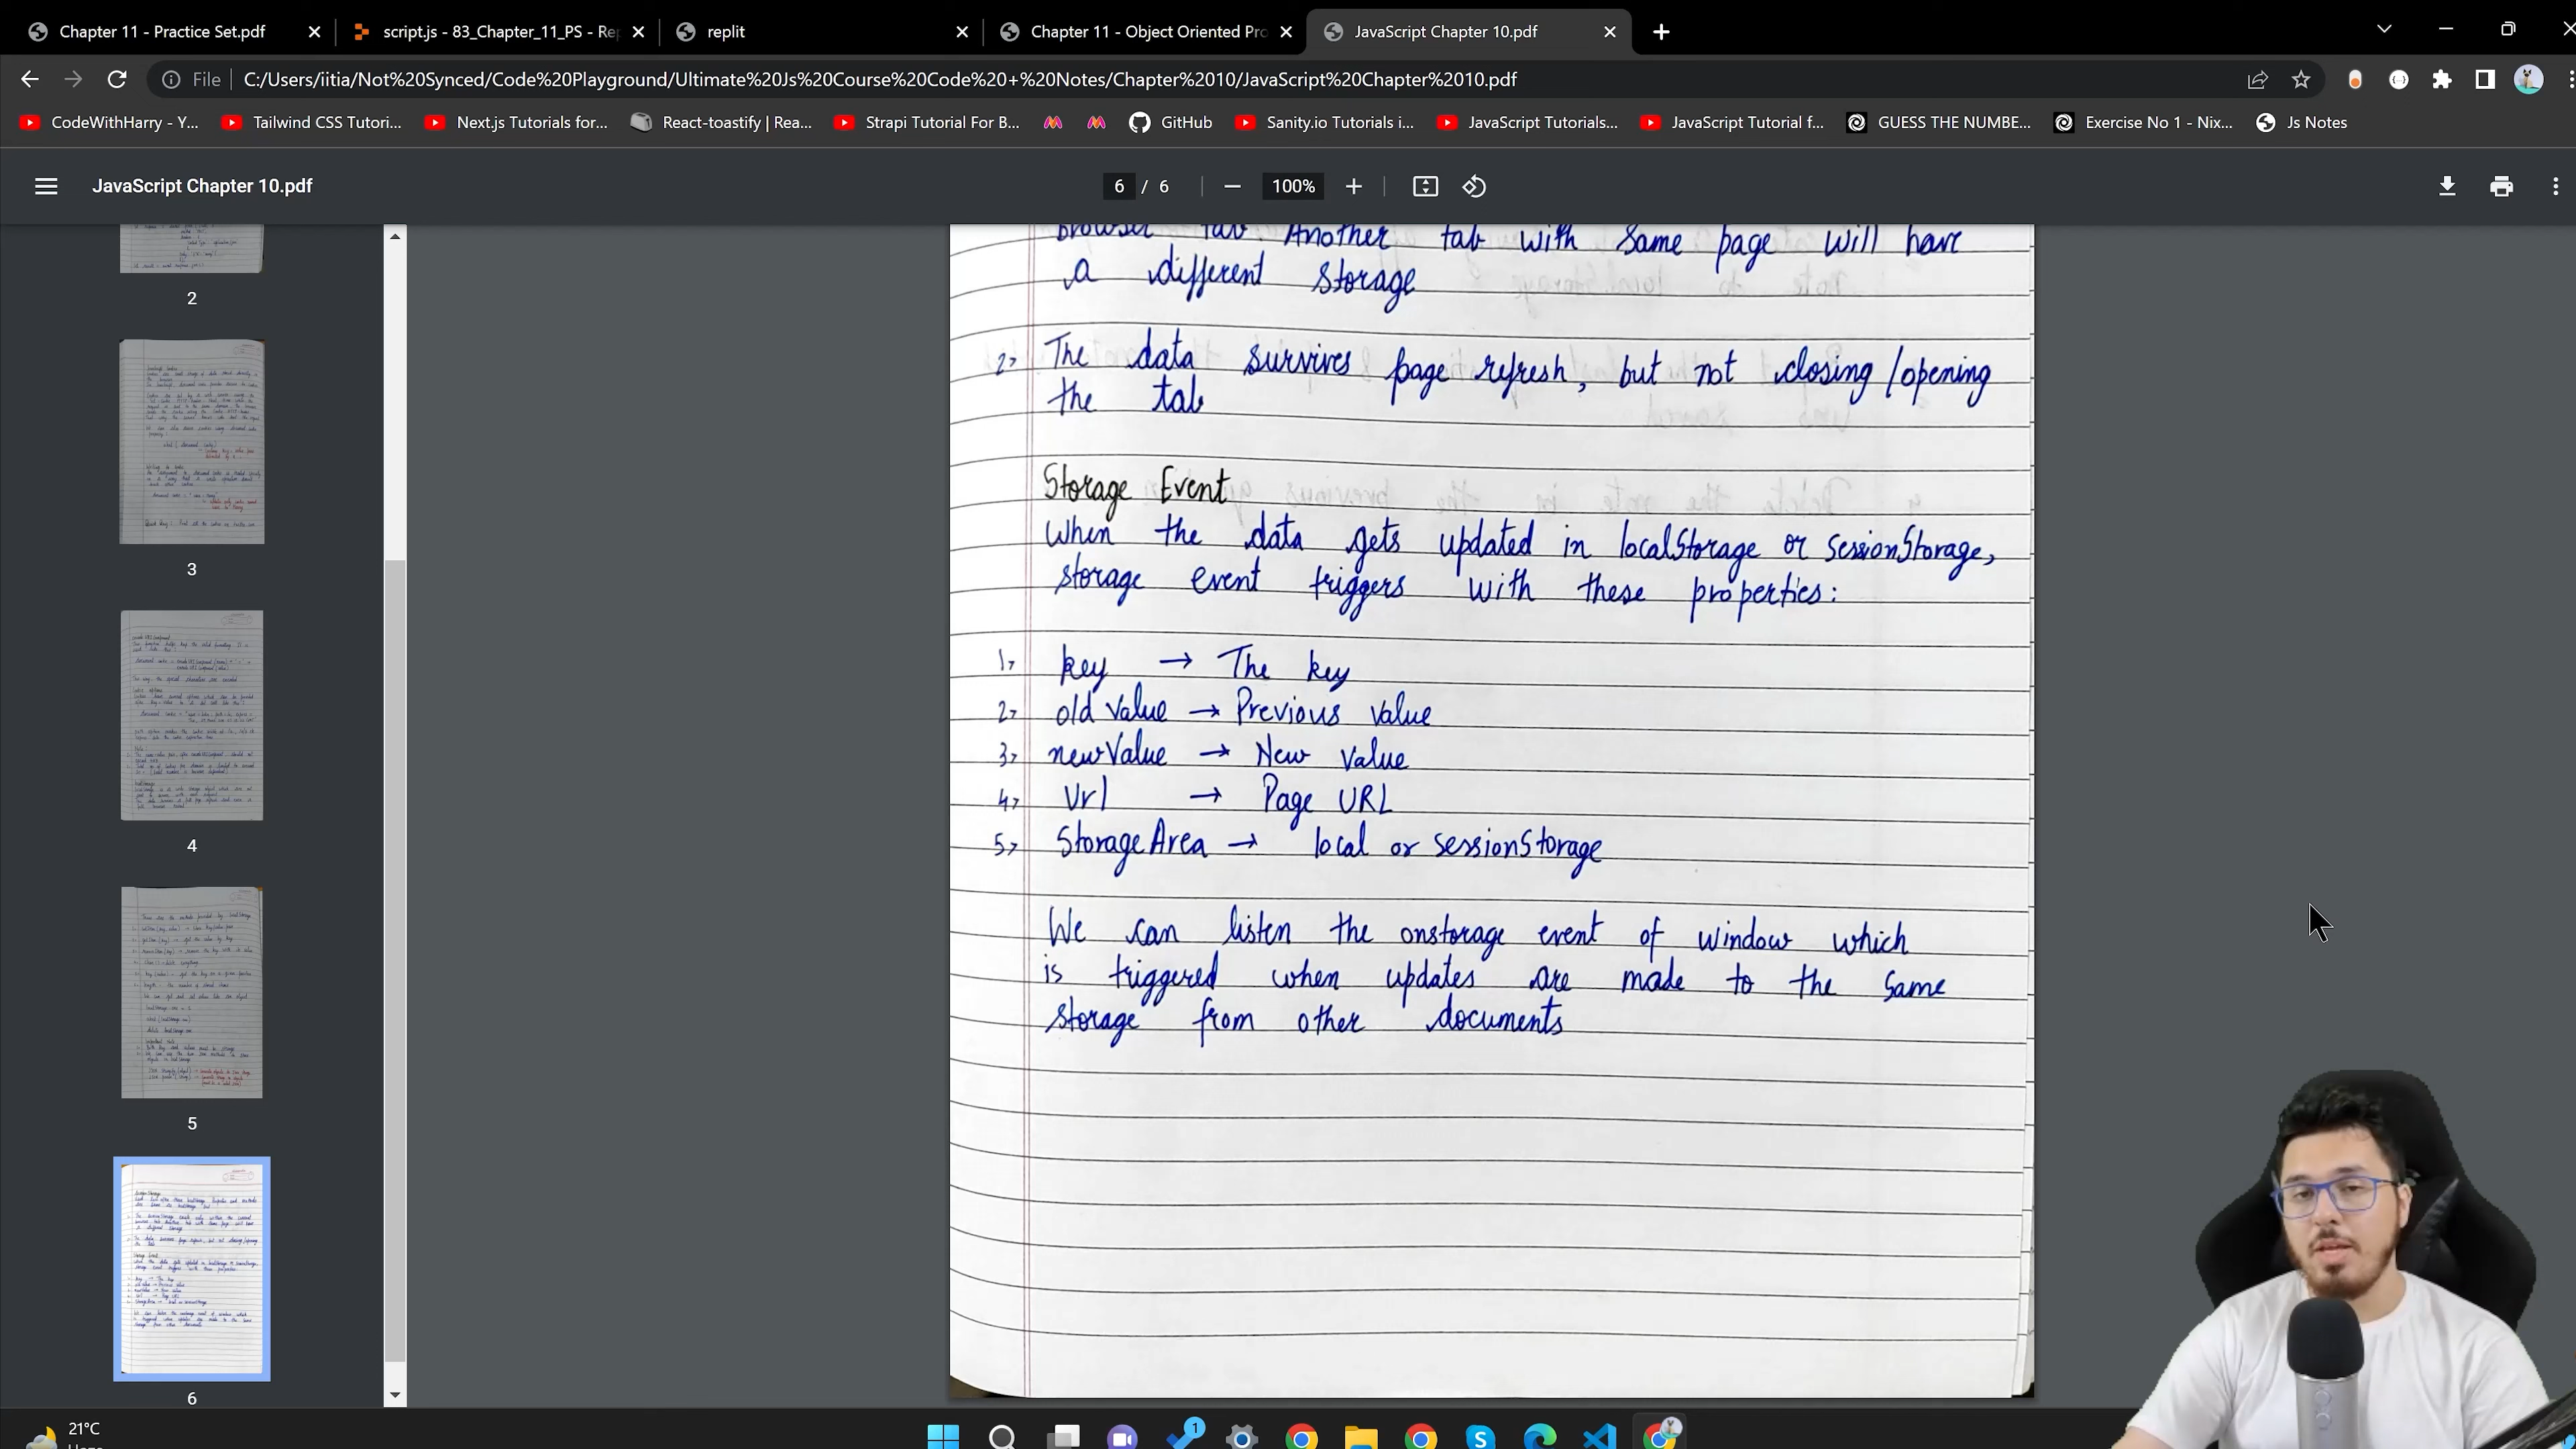 Chapter 11 - Practice Set.pdf
script.js - 83_Chapter_11_PS - Re
replit
Chapter 11 - Object Oriented Pro
JavaScript Chapter 10.pdf
File
C:/Users/iitia/Not%20Synced/Code%20Playground/Ultimate%20Js%20Course%20Code%20+%20Notes/Chapter%2010/JavaScript%20Chapter%2010.pdf
CodeWithHarry - Y...
Tailwind CSS Tutori...
Next.js Tutorials for...
React-toastify | Rea...
Strapi Tutorial For B...
GitHub
Sanity.io Tutorials i...
JavaScript Tutorials...
JavaScript Tutorial f...
GUESS THE NUMBE...
Exercise No 1 - Nix...
Js Notes
JavaScript Chapter 10.pdf
6 / 6
100%
2
3
4
5
6
Browser tab. Another tab with same page will have
a different storage
2> The data survives page refresh, but not closing/opening
the tab
Storage Event
When the data gets updated in localStorage or sessionStorage,
storage event triggers with these properties:
1> key → The key
2> old value → Previous value
3> newValue → New value
4> Url → Page URL
5> StorageArea → local or sessionStorage
We can listen the onstorage event of window which
is triggered when updates are made to the same
storage from other documents
21°C
1